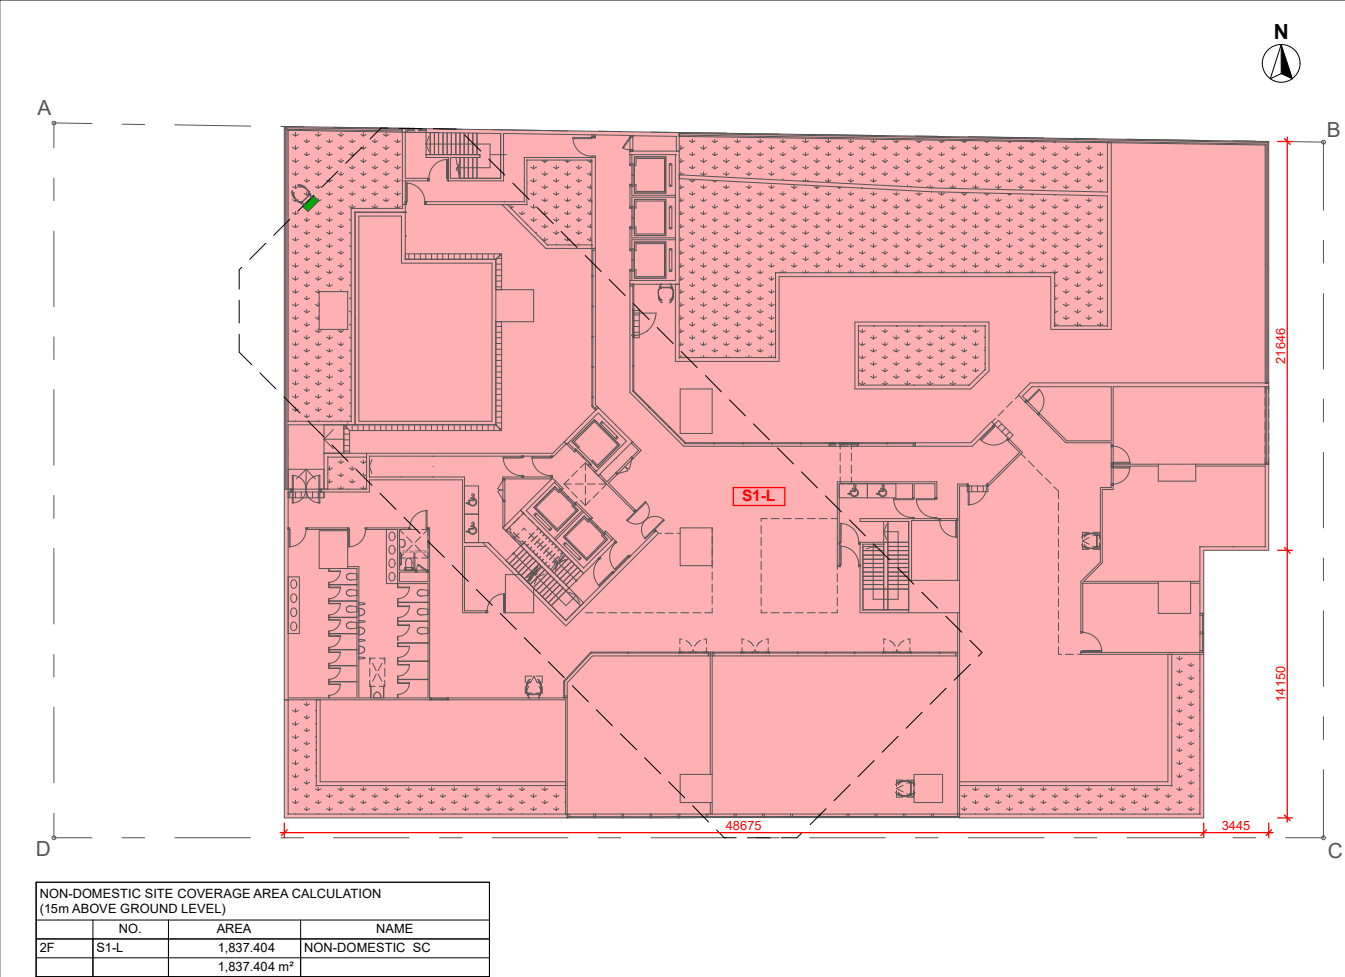 N
A
B
21646
S1-L
14150
48675
3445
D
C
NON-DOMESTIC SITE COVERAGE AREA CALCULATION
(15m ABOVE GROUND LEVEL)
NO. AREA NAME
2F S1-L 1,837.404 NON-DOMESTIC SC
1,837.404 m²